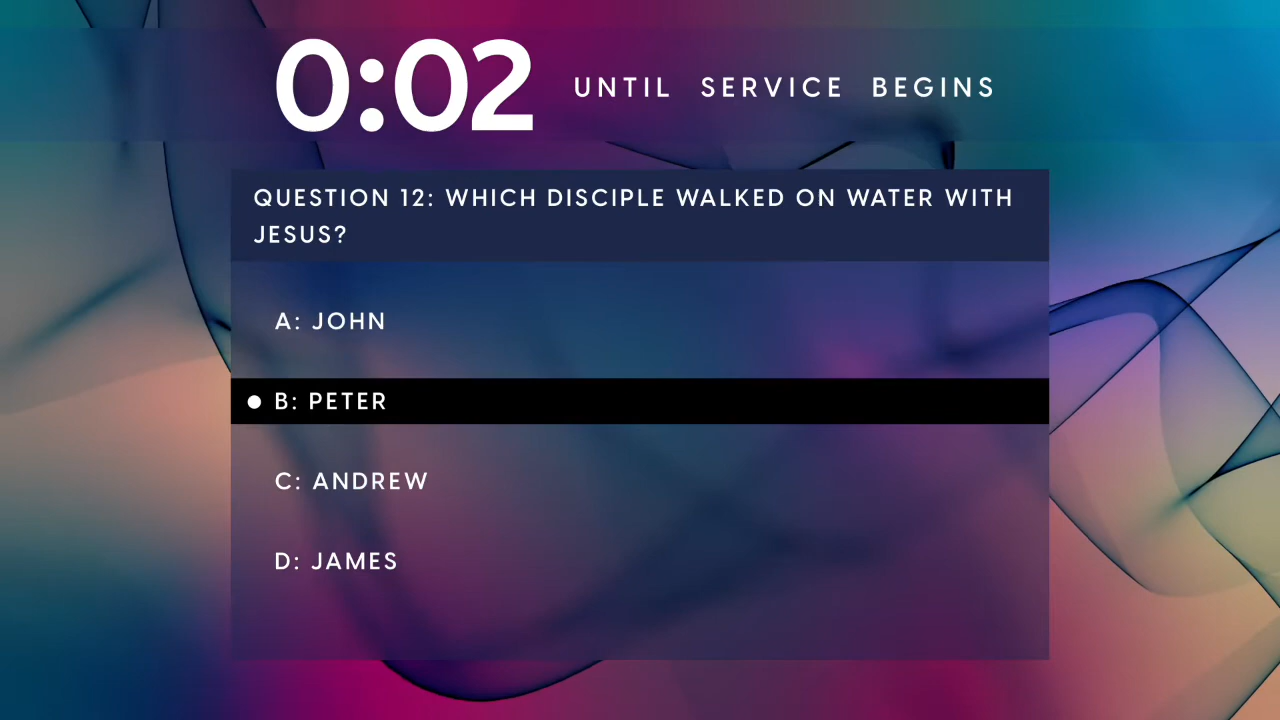 0:02 UNTIL SERVICE BEGINS
QUESTION 12: WHICH DISCIPLE WALKED ON WATER WITH
JESUS?
A: JOHN
B: PETER
C: ANDREW
D: JAMES